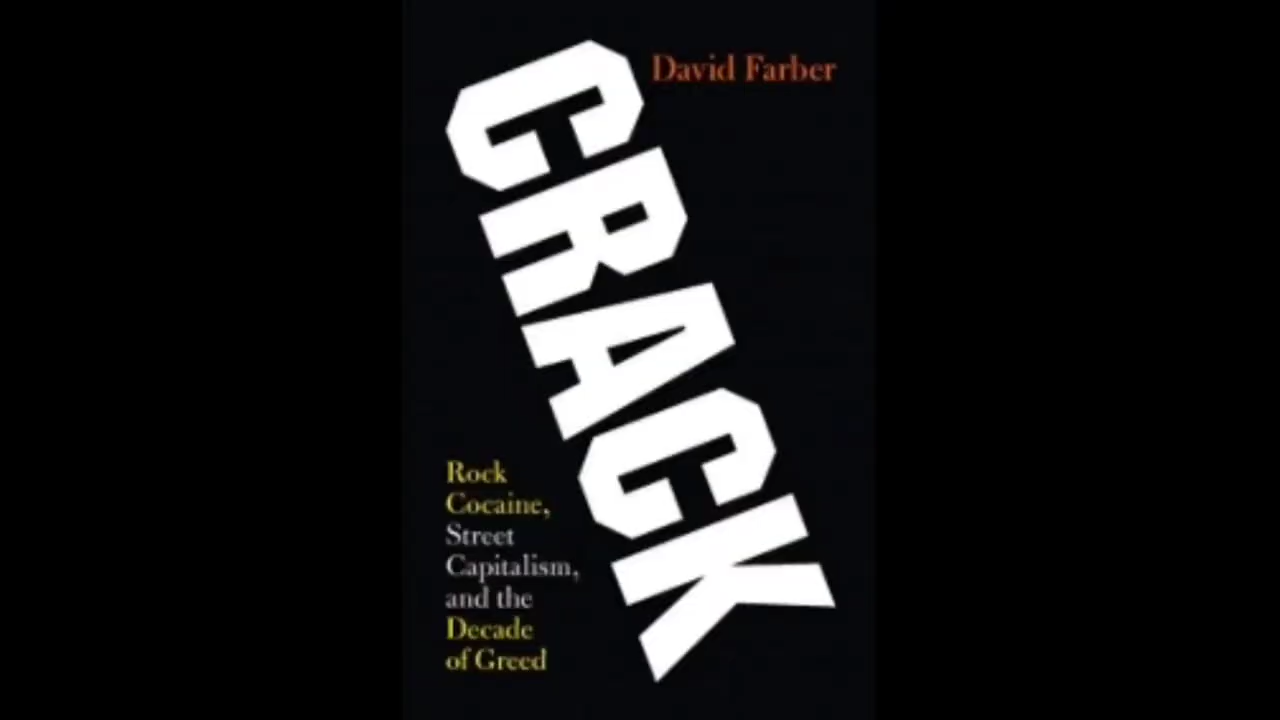 David Farber
CRACK
Rock
Cocaine,
Street
Capitalism,
and the
Decade
of Greed